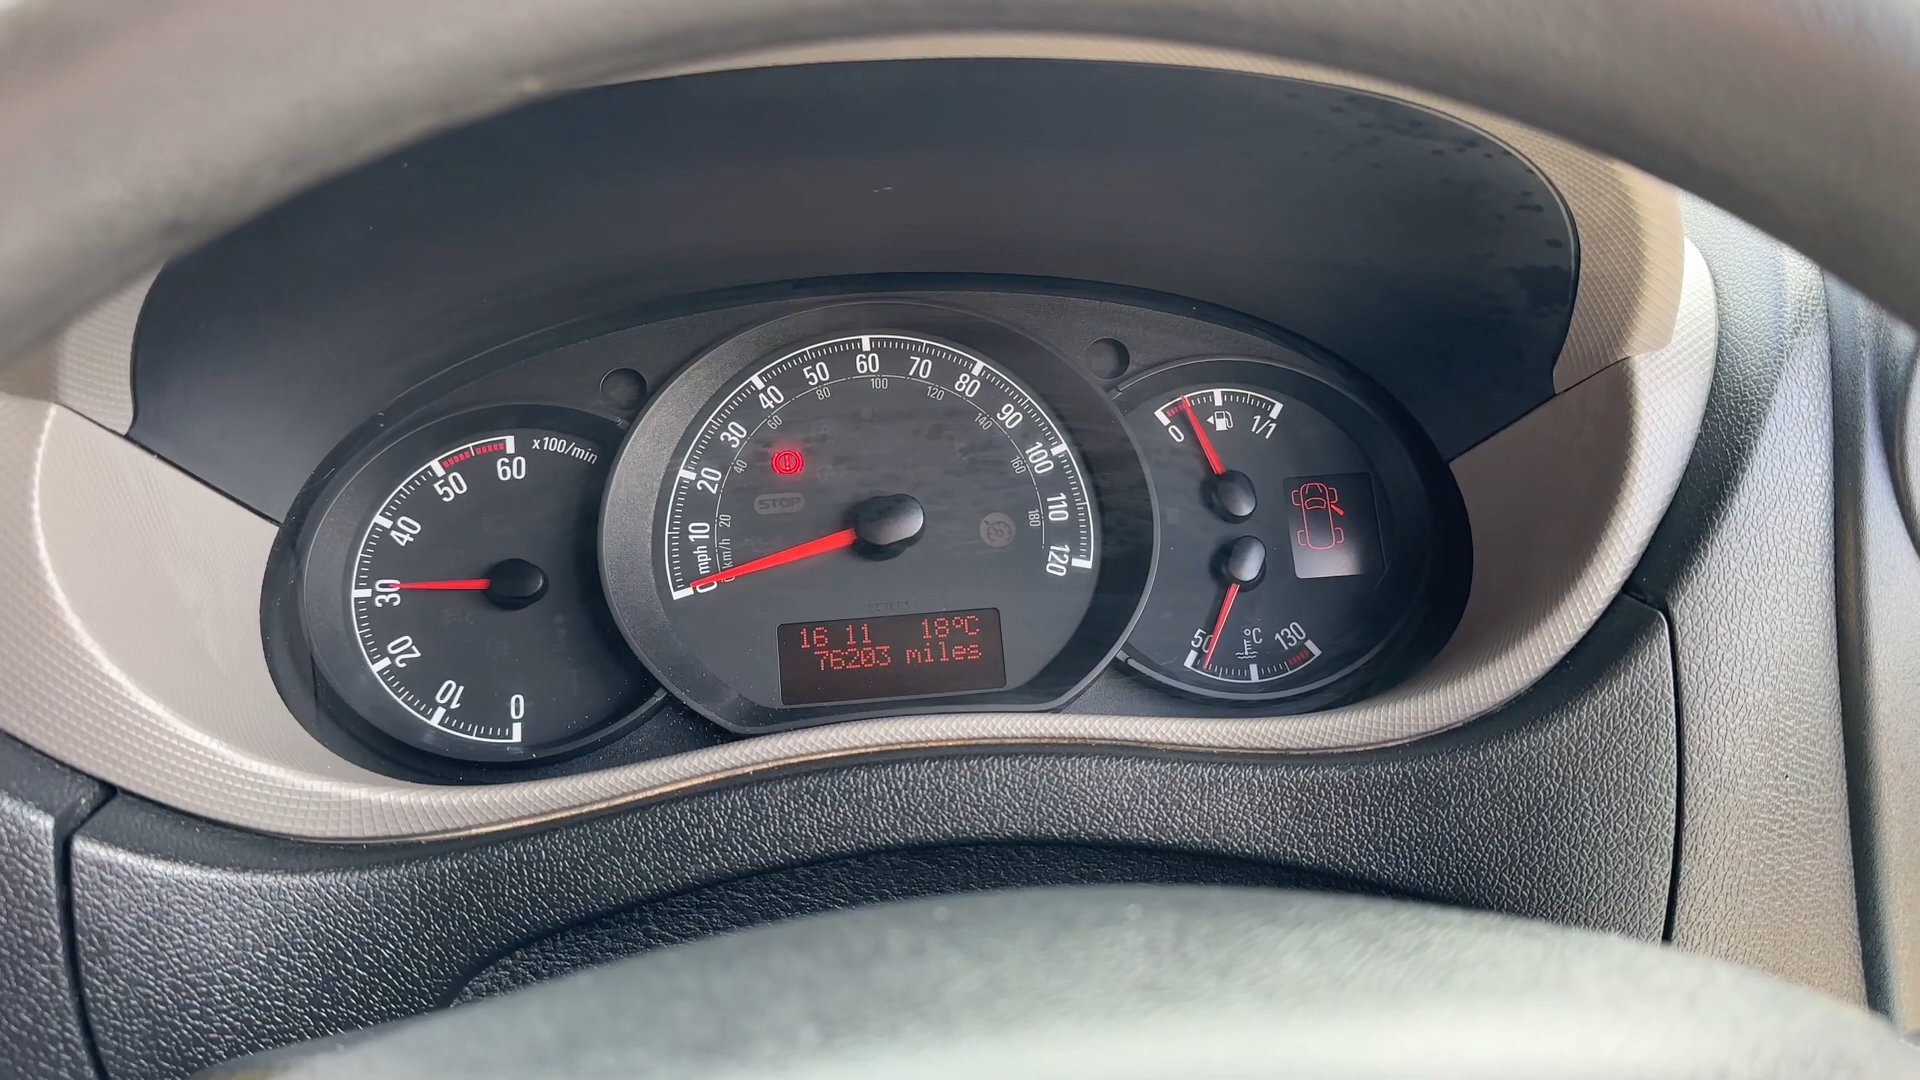 x100/min
60
50
40
30
20
10
0
0 mph 10 20 30 40 50 60 70 80 90 100 110 120
km/h 20 40 60 80 100 120 140 160 180
STOP
16 11 18°C
76203 miles
0 1/1
50 °C 130